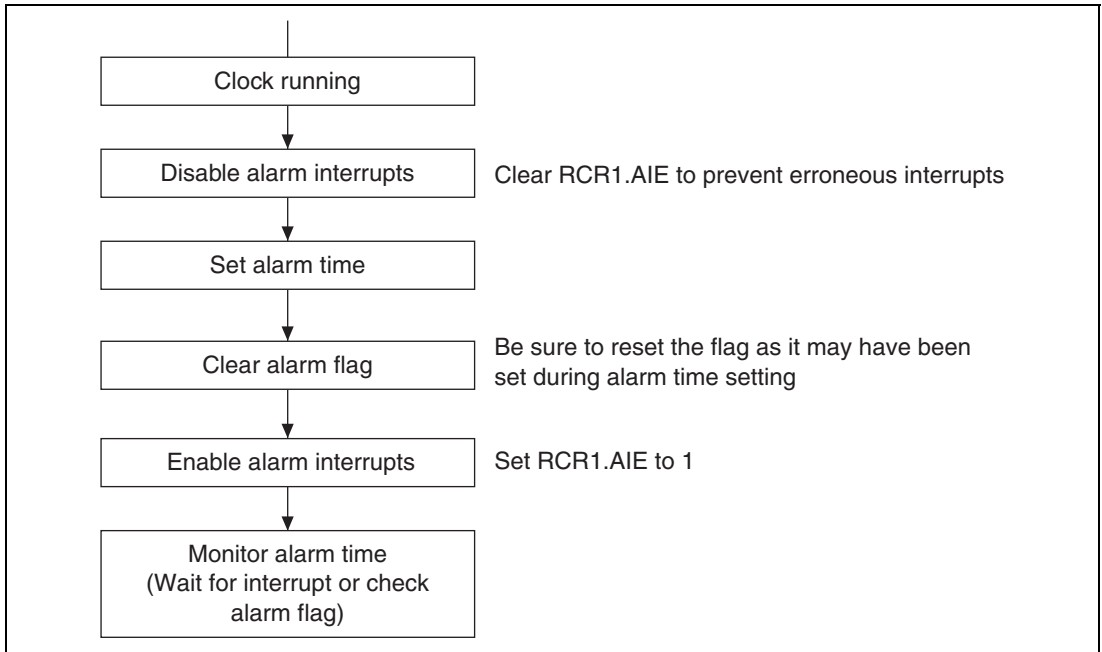 Clock running
Disable alarm interrupts
Clear RCR1.AIE to prevent erroneous interrupts
Set alarm time
Clear alarm flag
Be sure to reset the flag as it may have been
set during alarm time setting
Enable alarm interrupts
Set RCR1.AIE to 1
Monitor alarm time
(Wait for interrupt or check
alarm flag)